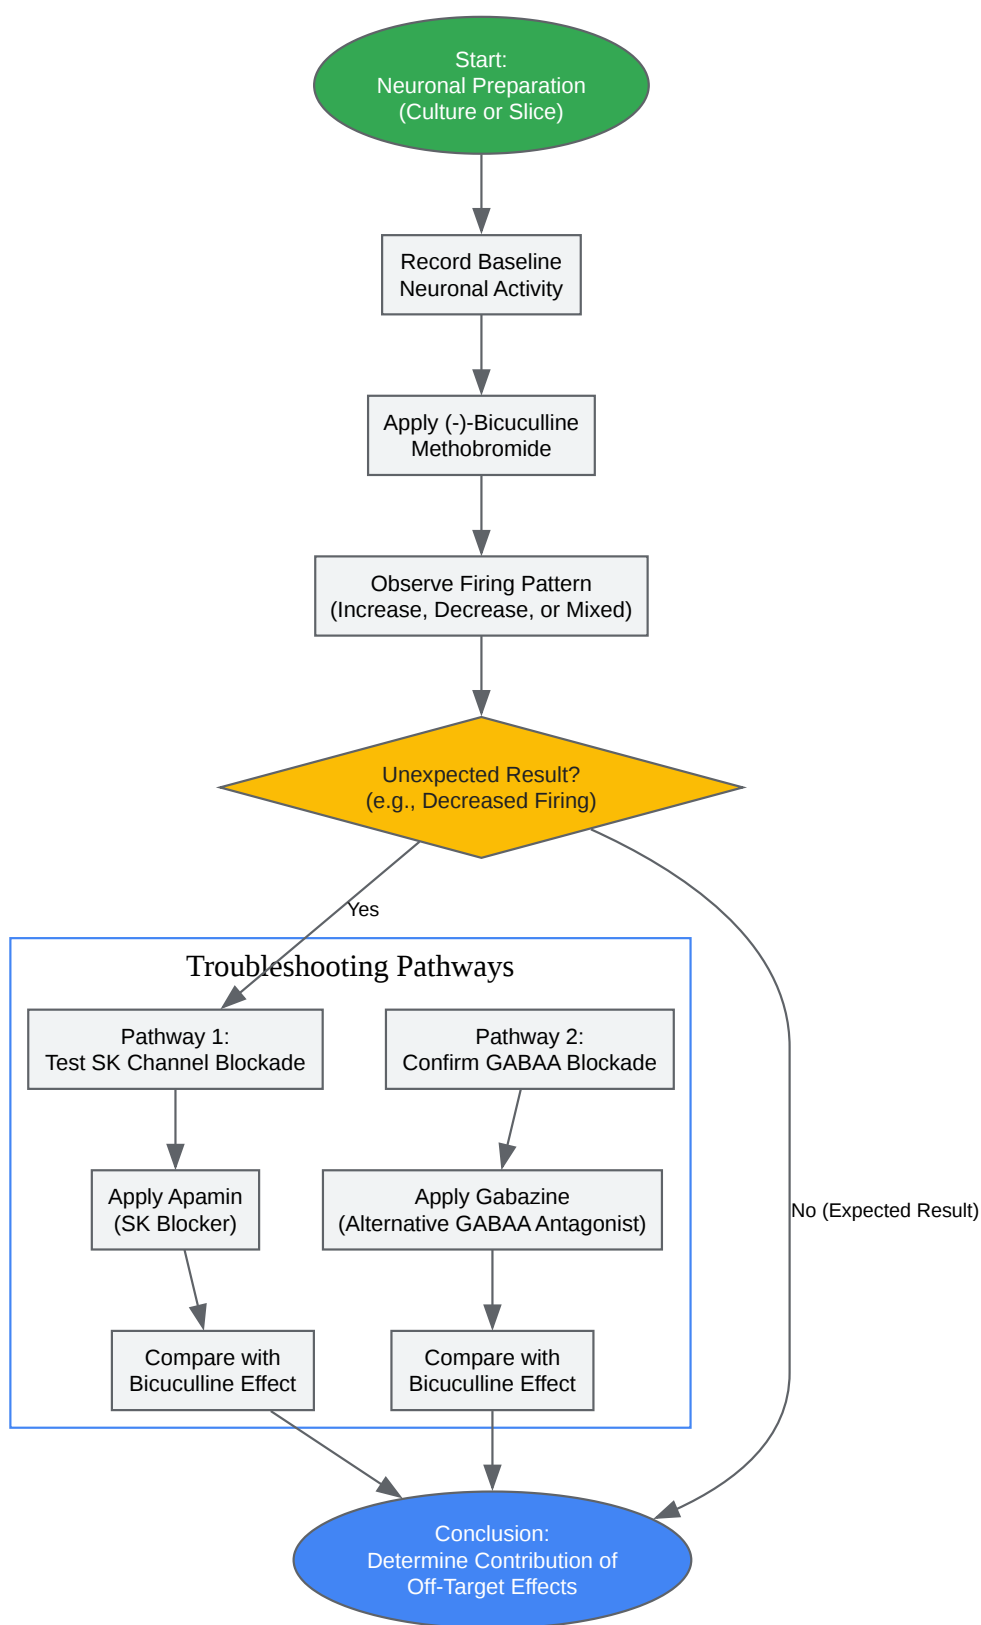 Start:
Neuronal Preparation
(Culture or Slice)
Record Baseline
Neuronal Activity
Apply (-)-Bicuculline
Methobromide
Observe Firing Pattern
(Increase, Decrease, or Mixed)
Unexpected Result?
(e.g., Decreased Firing)
Yes
Troubleshooting Pathways
Pathway 1:
Test SK Channel Blockade
Pathway 2:
Confirm GABAA Blockade
Apply Apamin
(SK Blocker)
Apply Gabazine
(Alternative GABAA Antagonist)
No (Expected Result)
Compare with
Bicuculline Effect
Compare with
Bicuculline Effect
Conclusion:
Determine Contribution of
Off-Target Effects